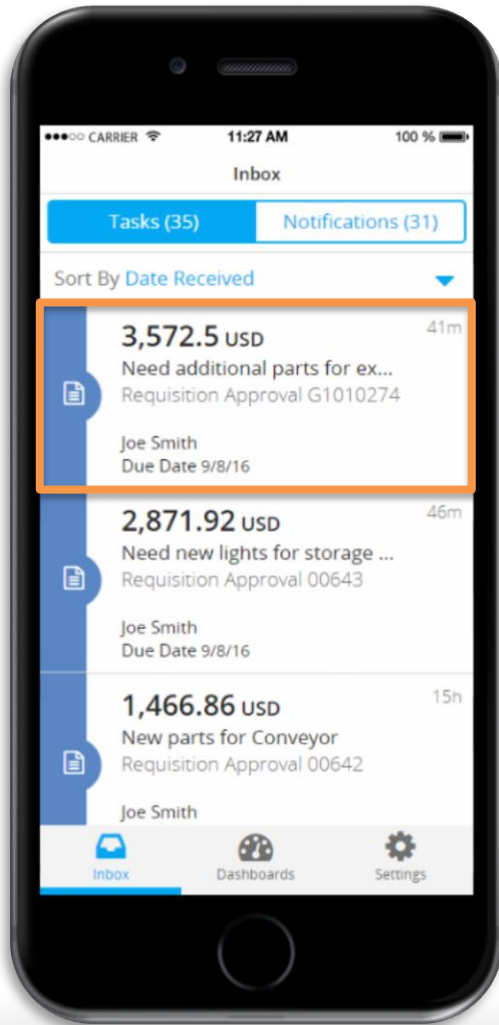 CARRIER 11:27 AM 100 %
Inbox
Tasks (35) Notifications (31)
Sort By Date Received
3,572.5 USD 41m
Need additional parts for ex...
Requisition Approval G1010274
Joe Smith
Due Date 9/8/16
2,871.92 USD 46m
Need new lights for storage ...
Requisition Approval 00643
Joe Smith
Due Date 9/8/16
1,466.86 USD 15h
New parts for Conveyor
Requisition Approval 00642
Joe Smith
Inbox Dashboards Settings